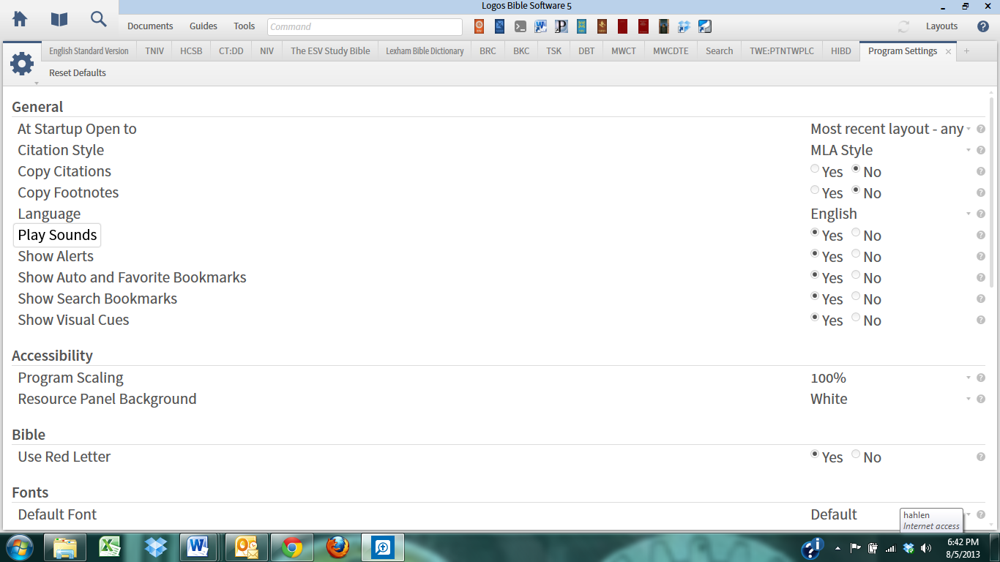 Logos Bible Software 5
Documents Guides Tools Command Layouts
English Standard Version TNIV HCSB CT:DD NIV The ESV Study Bible Lexham Bible Dictionary BRC BKC TSK DBT MWCT MWCDTE Search TWE:PTNTWPLC HIBD Program Settings
Reset Defaults
General
At Startup Open to Most recent layout - any
Citation Style MLA Style
Copy Citations Yes No
Copy Footnotes Yes No
Language English
Play Sounds Yes No
Show Alerts Yes No
Show Auto and Favorite Bookmarks Yes No
Show Search Bookmarks Yes No
Show Visual Cues Yes No
Accessibility
Program Scaling 100%
Resource Panel Background White
Bible
Use Red Letter Yes No
Fonts
Default Font Default
hahlen
Internet access
6:42 PM
8/5/2013